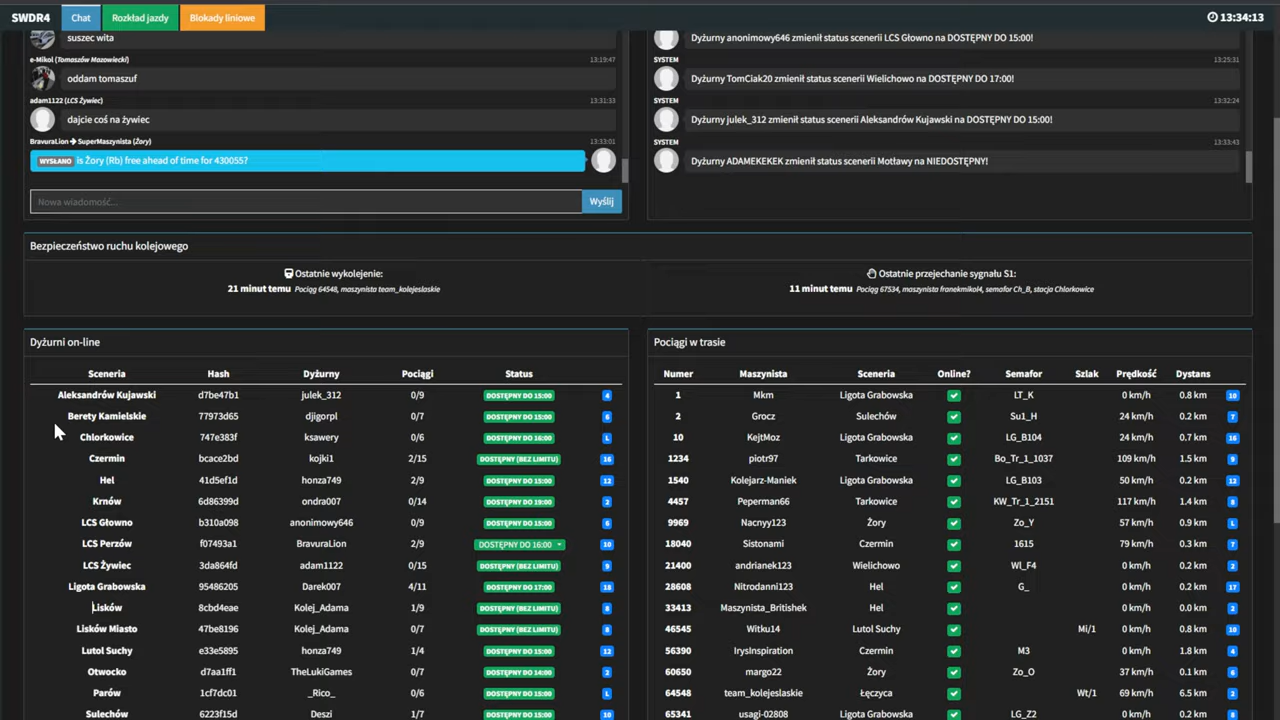 SWDR4 Chat Rozkład jazdy Blokady liniowe 13:34:13
suszec wita
e-Mikol (Tomaszów Mazowiecki) 13:19:47
oddam tomaszuf
adam1122 (LCS Żywiec) 13:31:33
dajcie coś na żywiec
BravuraLion → SuperMaszynista (Żory) 13:33:01
WYSŁANO is Żory (Rb) free ahead of time for 430055?
Nowa wiadomość... Wyślij
Dyżurny anonimowy646 zmienił status scenerii LCS Głowno na DOSTĘPNY DO 15:00!
SYSTEM 13:25:31
Dyżurny TomCiak20 zmienił status scenerii Wielichowo na DOSTĘPNY DO 17:00!
SYSTEM 13:32:24
Dyżurny julek_312 zmienił status scenerii Aleksandrów Kujawski na DOSTĘPNY DO 15:00!
SYSTEM 13:33:43
Dyżurny ADAMEKEKEK zmienił status scenerii Motławy na NIEDOSTĘPNY!
Bezpieczeństwo ruchu kolejowego
Ostatnie wykolejenie:
21 minut temu Pociąg 64548, maszynista team_kolejeslaskie
Ostatnie przejechanie sygnału S1:
11 minut temu Pociąg 67534, maszynista franekmikol4, semafor Ch_B, stacja Chlorkowice
Dyżurni on-line
Sceneria Hash Dyżurny Pociągi Status
Aleksandrów Kujawski d7be47b1 julek_312 0/9 DOSTĘPNY DO 15:00 4
Berety Kamielskie 77973d65 djigorpl 0/7 DOSTĘPNY DO 15:00 6
Chlorkowice 747e383f ksawery 0/6 DOSTĘPNY DO 16:00 L
Czermin bcace2bd kojki1 2/15 DOSTĘPNY (BEZ LIMITU) 16
Hel 41d5ef1d honza749 2/9 DOSTĘPNY DO 15:00 12
Krnów 6d86399d ondra007 0/14 DOSTĘPNY DO 19:00 2
LCS Głowno b310a098 anonimowy646 0/9 DOSTĘPNY DO 15:00 6
LCS Perzów f07493a1 BravuraLion 2/9 DOSTĘPNY DO 16:00 10
LCS Żywiec 3da864fd adam1122 0/15 DOSTĘPNY (BEZ LIMITU) 9
Ligota Grabowska 95486205 Darek007 4/11 DOSTĘPNY DO 17:00 18
Lisków 8cbd4eae Kolej_Adama 1/9 DOSTĘPNY (BEZ LIMITU) 8
Lisków Miasto 47be8196 Kolej_Adama 0/15 DOSTĘPNY (BEZ LIMITU) 8
Lutol Suchy e33e5895 honza749 1/4 DOSTĘPNY DO 15:00 12
Otwocko d7aa1ff1 TheLukiGames 0/7 DOSTĘPNY DO 14:00 2
Parów 1cf7dc01 _Rico_ 0/6 DOSTĘPNY DO 15:00 L
Sulechów 6223f15d Deszi 1/7 DOSTĘPNY DO 15:00 10
Pociągi w trasie
Numer Maszynista Sceneria Online? Semafor Szlak Prędkość Dystans
1 Mkm Ligota Grabowska LT_K 0 km/h 0.8 km 10
2 Grocz Sulechów Su1_H 24 km/h 0.2 km 7
10 KejtMoz Ligota Grabowska LG_B104 24 km/h 0.7 km 16
1234 piotr97 Tarkowice Bo_Tr_1_1037 109 km/h 1.5 km 9
1540 Kolejarz-Maniek Ligota Grabowska LG_B103 50 km/h 0.2 km 12
4457 Peperman66 Tarkowice KW_Tr_1_2151 117 km/h 1.4 km 8
9969 Nacnyy123 Żory Zo_Y 57 km/h 0.9 km L
18040 Sistonami Czermin 1615 79 km/h 0.3 km 7
21400 andrianek123 Wielichowo Wl_F4 0 km/h 0.2 km 2
28608 Nitrodanni123 Hel G_ 0 km/h 0.2 km 17
33413 Maszynista_Britishek Hel 0 km/h 0.0 km 2
46545 Witku14 Lutol Suchy Mi/1 0 km/h 0.8 km 10
56390 IrysInspiration Czermin M3 0 km/h 1.8 km 4
60650 margo22 Żory Zo_O 37 km/h 0.1 km 6
64548 team_kolejeslaskie Łęczyca Wt/1 69 km/h 6.5 km 2
65341 usagi-02808 Ligota Grabowska LG_Z2 0 km/h 0.2 km 8